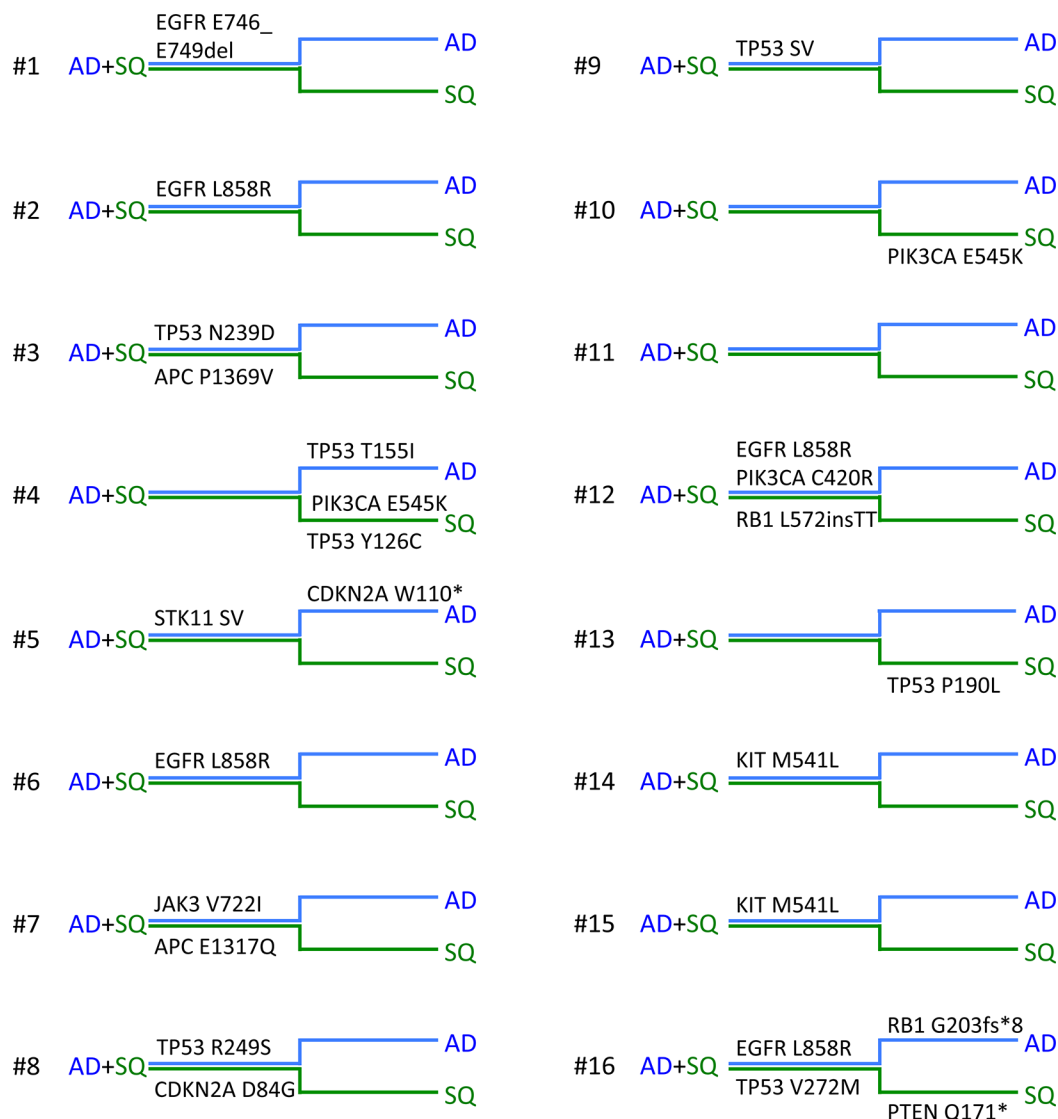 #1 AD+SQ EGFR E746_
E749del AD
SQ
#2 AD+SQ EGFR L858R AD
SQ
#3 AD+SQ TP53 N239D AD
APC P1369V SQ
#4 AD+SQ TP53 T155I AD
PIK3CA E545K SQ
TP53 Y126C
#5 AD+SQ STK11 SV CDKN2A W110* AD
SQ
#6 AD+SQ EGFR L858R AD
SQ
#7 AD+SQ JAK3 V722I AD
APC E1317Q SQ
#8 AD+SQ TP53 R249S AD
CDKN2A D84G SQ
#9 AD+SQ TP53 SV AD
SQ
#10 AD+SQ AD
SQ
PIK3CA E545K
#11 AD+SQ AD
SQ
#12 AD+SQ EGFR L858R AD
PIK3CA C420R
RB1 L572insTT SQ
#13 AD+SQ AD
SQ
TP53 P190L
#14 AD+SQ KIT M541L AD
SQ
#15 AD+SQ KIT M541L AD
SQ
#16 AD+SQ EGFR L858R RB1 G203fs*8 AD
TP53 V272M SQ
PTEN Q171*